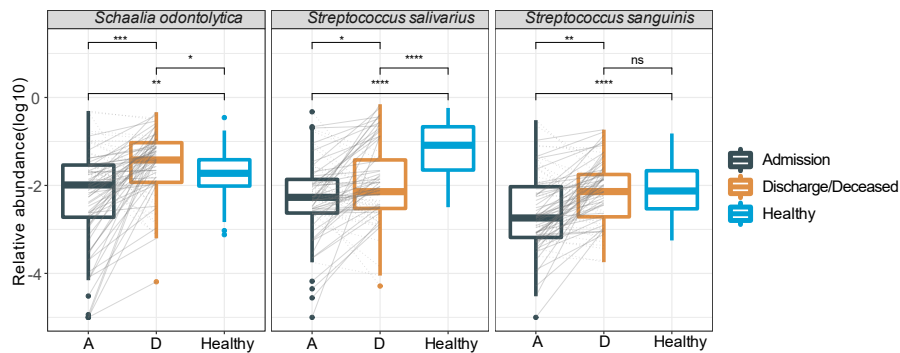 Schaalia odontolytica
Streptococcus salivarius
Streptococcus sanguinis
***
*
**
*
****
****
**
ns
****
Relative abundance(log10)
0
−2
−4
A D Healthy
A D Healthy
A D Healthy
Admission
Discharge/Deceased
Healthy